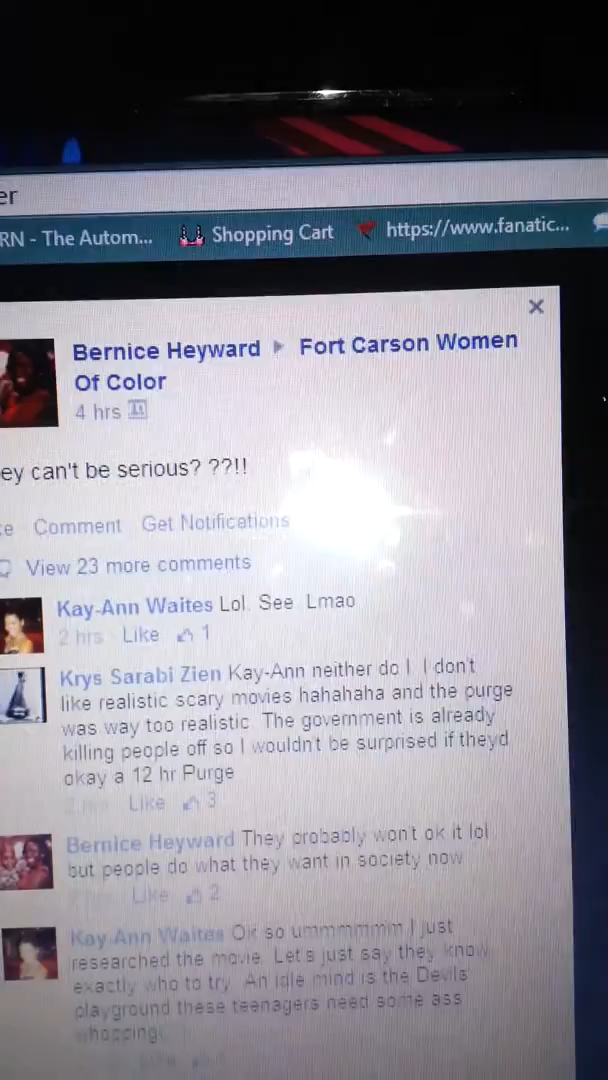 er
RN - The Autom...
Shopping Cart
https://www.fanatic...
Bernice Heyward ▶ Fort Carson Women
Of Color
4 hrs
ey can't be serious? ??!!
ke Comment Get Notifications
View 23 more comments
Kay-Ann Waites Lol. See. Lmao
2 hrs Like 1
Krys Sarabi Zien Kay-Ann neither do I. I don't
like realistic scary movies hahahaha and the purge
was way too realistic. The government is already
killing people off so I wouldn't be surprised if theyd
okay a 12 hr Purge
2 hrs Like 3
Bernice Heyward They probably won't ok it lol
but people do what they want in society now
Like 2
Kay-Ann Waites Ok so ummmmmm I just
researched the movie. Let's just say they know
exactly who to try. An idle mind is the Devils
playground these teenagers need some ass
whopping
Like